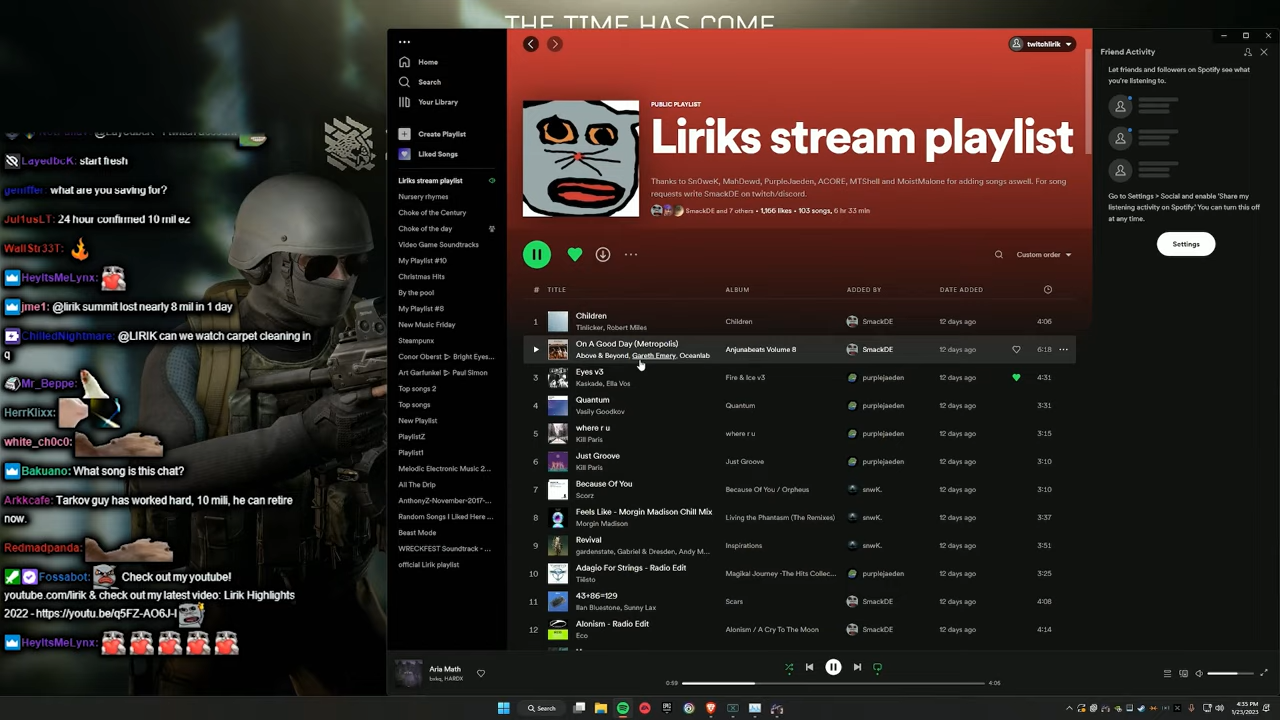 THE TIME HAS COME
LayedDcK: start fresh
geniffer: what are you saving for?
Ju1tusLT: 24 hour confirmed 10 mil ez
WallStr33T:
HeyItsMeLynx:
jme1: @lirik summit lost nearly 8 mil in 1 day
ChilledNightmare: @LIRIK can we watch carpet cleaning in
q
Mr_Beppe:
HerrKlixx:
white_ch0c0:
Bakuano: What song is this chat?
Arkkcafe: Tarkov guy has worked hard, 10 mili, he can retire
now.
Redmadpanda:
Fossabot: Check out my youtube!
youtube.com/lirik & check out my latest video: Lirik Highlights
2022 - https://youtu.be/q5FZ-AO6J-I
HeyItsMeLynx:
Home
Search
Your Library
Create Playlist
Liked Songs
Liriks stream playlist
Nursery rhymes
Choke of the Century
Choke of the day
Video Game Soundtracks
My Playlist #10
Christmas Hits
By the pool
My Playlist #8
New Music Friday
Steampunx
Conor Oberst ▷ Bright Eyes...
Art Garfunkel ▷ Paul Simon
Top songs 2
Top songs
New Playlist
PlaylistZ
Playlist1
Melodic Electronic Music 2...
All The Drip
AnthonyZ-November-2017-...
Random Songs I Liked Here ...
Beast Mode
WRECKFEST Soundtrack - ...
official Lirik playlist
twitchlirik
PUBLIC PLAYLIST
Liriks stream playlist
Thanks to Sn0weK, MahDewd, PurpleJaeden, ACORE, MTShell and MoistMalone for adding songs aswell. For song
requests write SmackDE on twitch/discord.
SmackDE and 7 others • 1,166 likes • 103 songs, 6 hr 33 min
Custom order
# TITLE ALBUM ADDED BY DATE ADDED
1 Children Children SmackDE 12 days ago 4:06
Tinlicker, Robert Miles
On A Good Day (Metropolis) Anjunabeats Volume 8 SmackDE 12 days ago 6:18
Above & Beyond, Gareth Emery, Oceanlab
3 Eyes v3 Fire & Ice v3 purplejaeden 12 days ago 4:31
Kaskade, Ella Vos
4 Quantum Quantum purplejaeden 12 days ago 3:31
Vasily Goodkov
5 where r u where r u purplejaeden 12 days ago 3:15
Kill Paris
6 Just Groove Just Groove purplejaeden 12 days ago 3:10
Kill Paris
7 Because Of You Because Of You / Orpheus snwK. 12 days ago 3:10
Scorz
8 Feels Like - Morgin Madison Chill Mix Living the Phantasm (The Remixes) snwK. 12 days ago 3:37
Morgin Madison
9 Revival Inspirations snwK. 12 days ago 3:51
gardenstate, Gabriel & Dresden, Andy M...
10 Adagio For Strings - Radio Edit Magikal Journey -The Hits Collec... purplejaeden 12 days ago 3:25
Tiësto
11 43+86=129 Scars SmackDE 12 days ago 4:08
Ilan Bluestone, Sunny Lax
12 Alonism - Radio Edit Alonism / A Cry To The Moon SmackDE 12 days ago 4:14
Eco
Friend Activity
Let friends and followers on Spotify see what
you're listening to.
Go to Settings > Social and enable 'Share my
listening activity on Spotify.' You can turn this off
at any time.
Settings
Aria Math
HARDX
0:59 4:06
Search
4:35 PM
1/23/2023